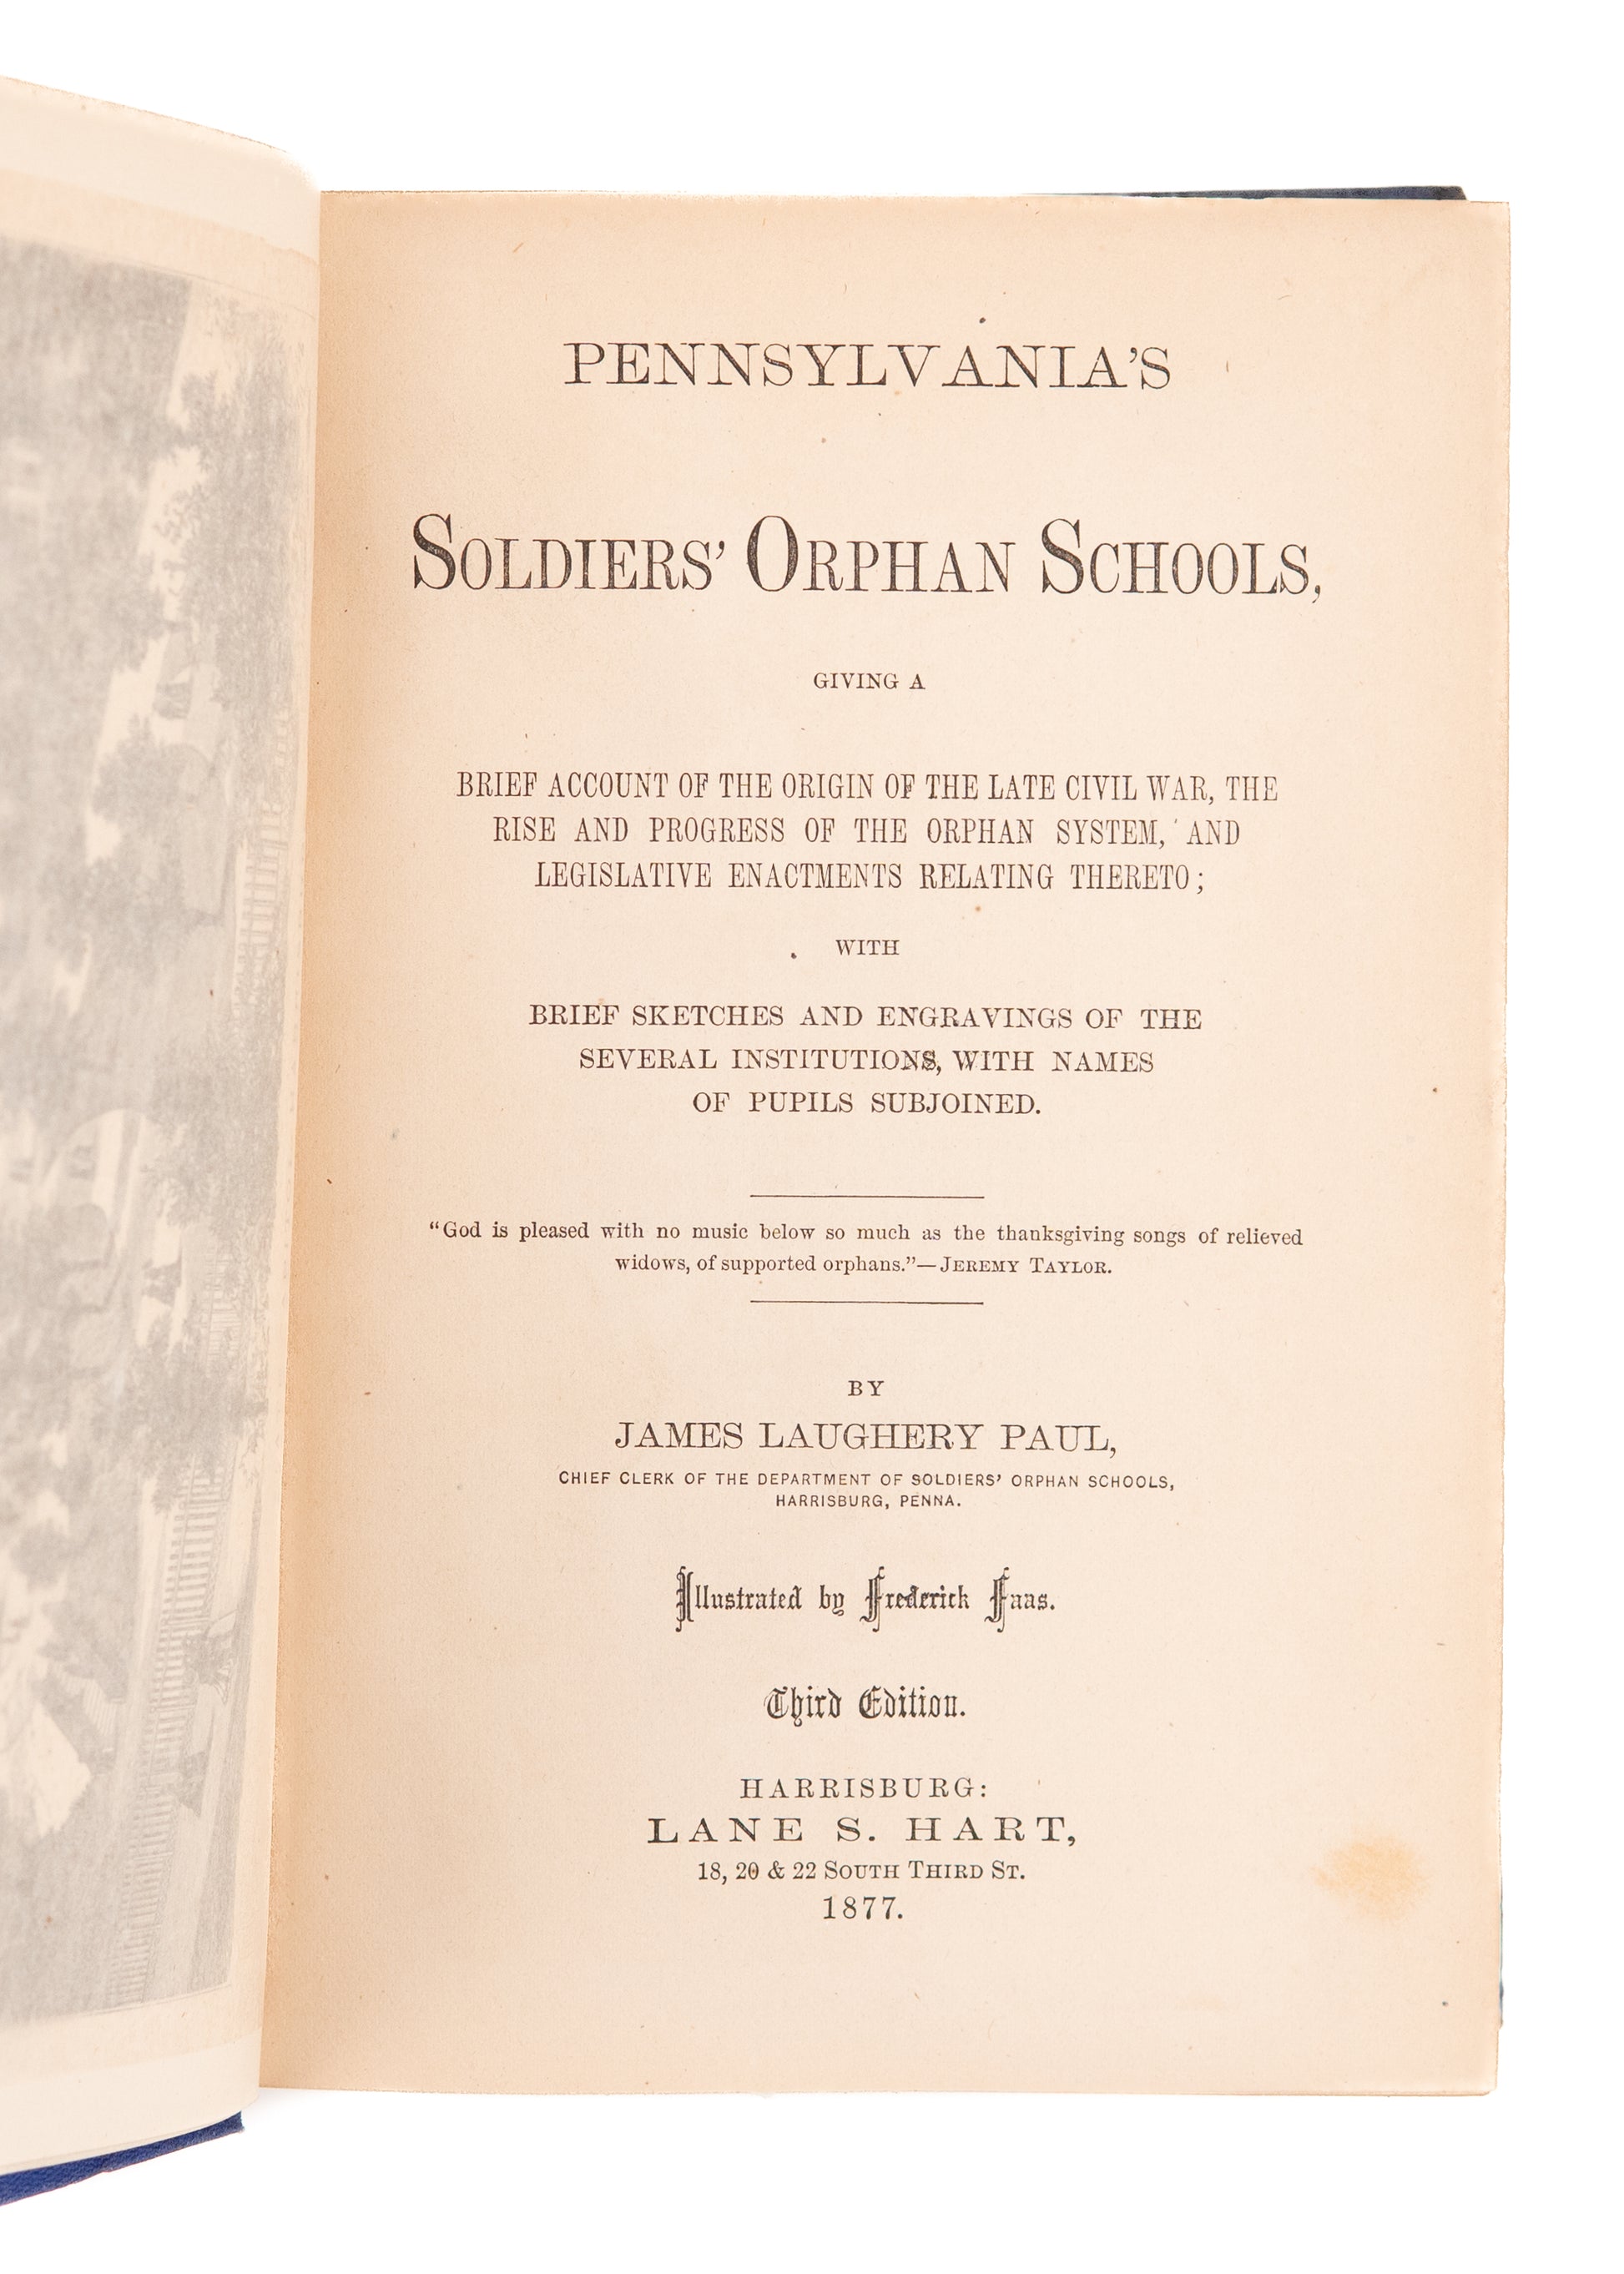 PENNSYLVANIA'S
SOLDIERS' ORPHAN SCHOOLS,
GIVING A
BRIEF ACCOUNT OF THE ORIGIN OF THE LATE CIVIL WAR, THE
RISE AND PROGRESS OF THE ORPHAN SYSTEM, AND
LEGISLATIVE ENACTMENTS RELATING THERETO;
WITH
BRIEF SKETCHES AND ENGRAVINGS OF THE
SEVERAL INSTITUTIONS, WITH NAMES
OF PUPILS SUBJOINED.
"God is pleased with no music below so much as the thanksgiving songs of relieved
widows, of supported orphans."—JEREMY TAYLOR.
BY
JAMES LAUGHERY PAUL,
CHIEF CLERK OF THE DEPARTMENT OF SOLDIERS' ORPHAN SCHOOLS,
HARRISBURG, PENNA.
Illustrated by Frederick Faas.
Third Edition.
HARRISBURG:
LANE S. HART,
18, 20 & 22 SOUTH THIRD ST.
1877.